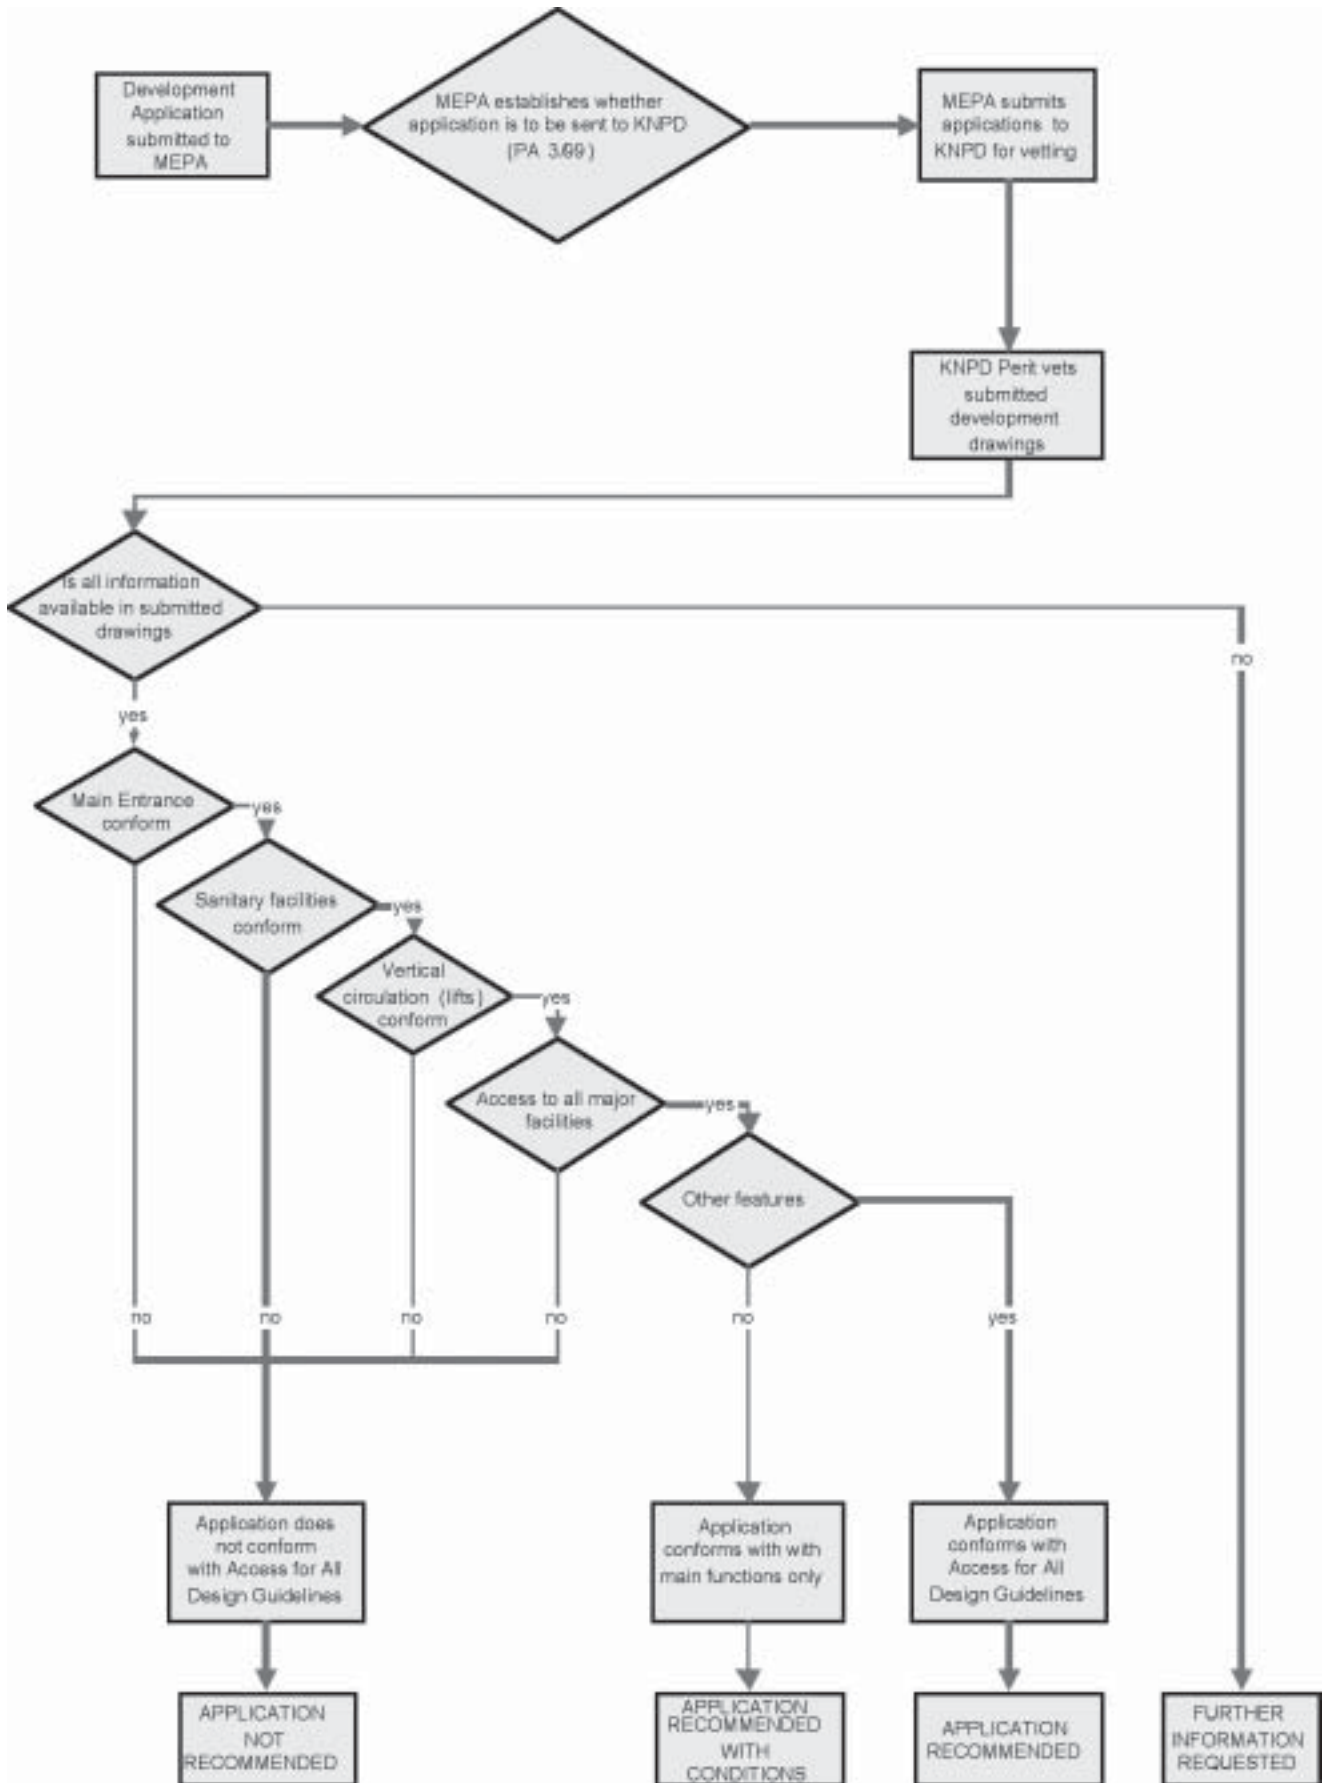 Development
Application
submitted to
MEPA
MEPA establishes whether
application is to be sent to KNPD
(PA 3/99)
MEPA submits
applications to
KNPD for vetting
KNPD Perit vets
submitted
development
drawings
Is all information
available in submitted
drawings
no
yes
Main Entrance
conform
yes
Sanitary facilities
conform
yes
Vertical
circulation (lifts)
conform
yes
Access to all major
facilities
yes
Other features
no
no
no
no
no
yes
Application does
not conform
with Access for All
Design Guidelines
Application
conforms with with
main functions only
Application
conforms with
Access for All
Design Guidelines
APPLICATION
NOT
RECOMMENDED
APPLICATION
RECOMMENDED
WITH
CONDITIONS
APPLICATION
RECOMMENDED
FURTHER
INFORMATION
REQUESTED